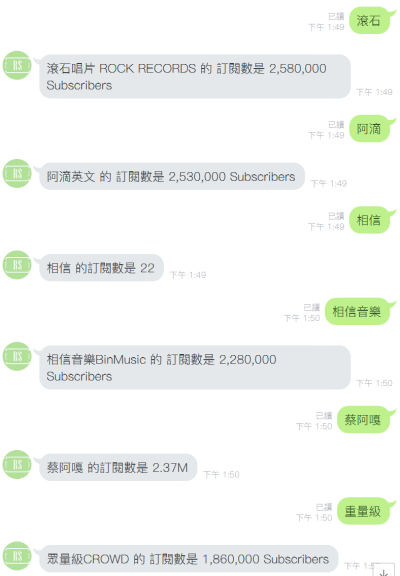 已讀
下午 1:49
滾石
RS
滾石唱片 ROCK RECORDS 的 訂閱數是 2,580,000
Subscribers
下午 1:49
已讀
下午 1:49
阿滴
RS
阿滴英文 的 訂閱數是 2,530,000 Subscribers
下午 1:49
已讀
下午 1:49
相信
RS
相信 的訂閱數是 22
下午 1:49
已讀
下午 1:50
相信音樂
RS
相信音樂BinMusic 的 訂閱數是 2,280,000
Subscribers
下午 1:50
已讀
下午 1:50
蔡阿嘎
RS
蔡阿嘎 的訂閱數是 2.37M
下午 1:50
已讀
下午 1:50
重量級
RS
眾量級CROWD 的 訂閱數是 1,860,000 Subscribers
下午